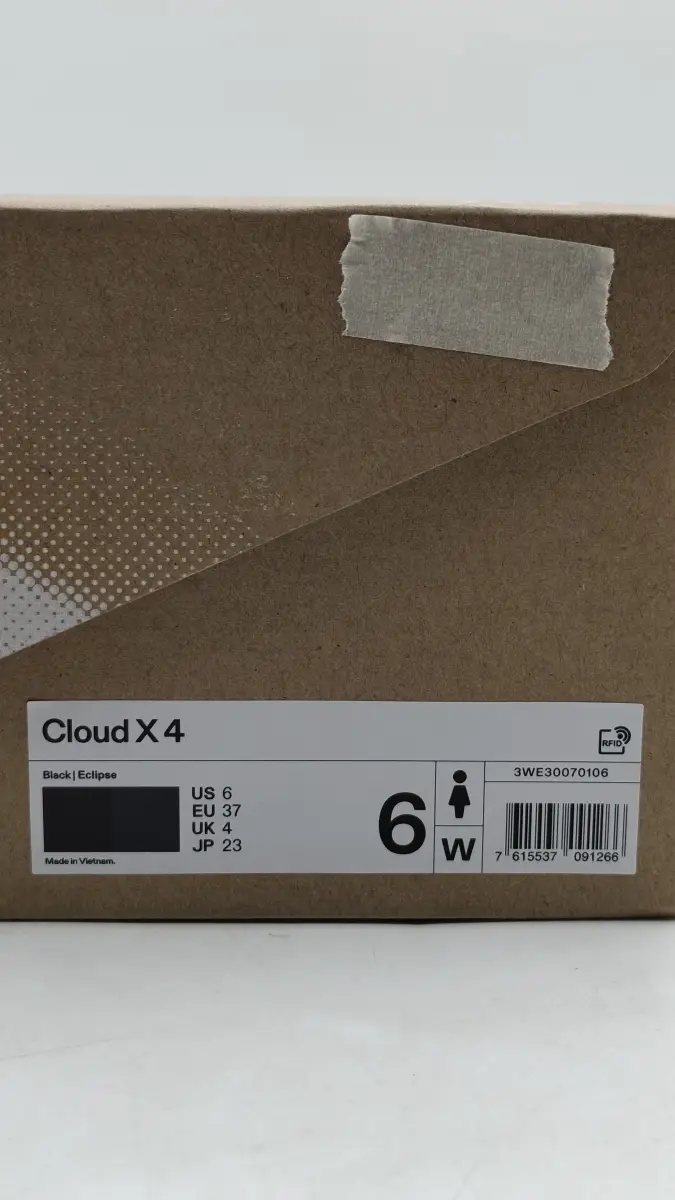 Cloud X 4
RFID
Black | Eclipse
US 6
EU 37
UK 4
JP 23
Made in Vietnam.
6
W
3WE30070106
7 615537 091266